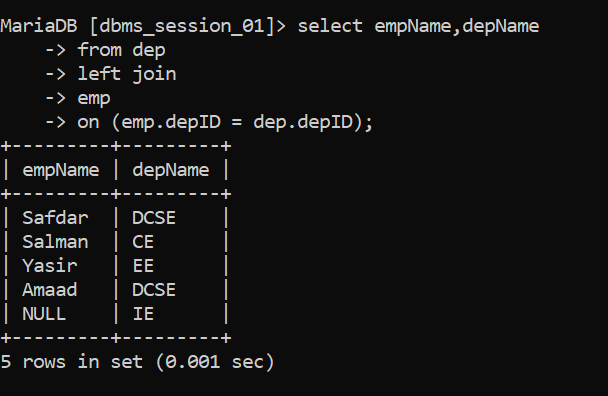 MariaDB [dbms_session_01]> select empName,depName
    -> from dep
    -> left join
    -> emp
    -> on (emp.depID = dep.depID);
+---------+---------+
| empName | depName |
+---------+---------+
| Safdar  | DCSE    |
| Salman  | CE      |
| Yasir   | EE      |
| Amaad   | DCSE    |
| NULL    | IE      |
+---------+---------+
5 rows in set (0.001 sec)